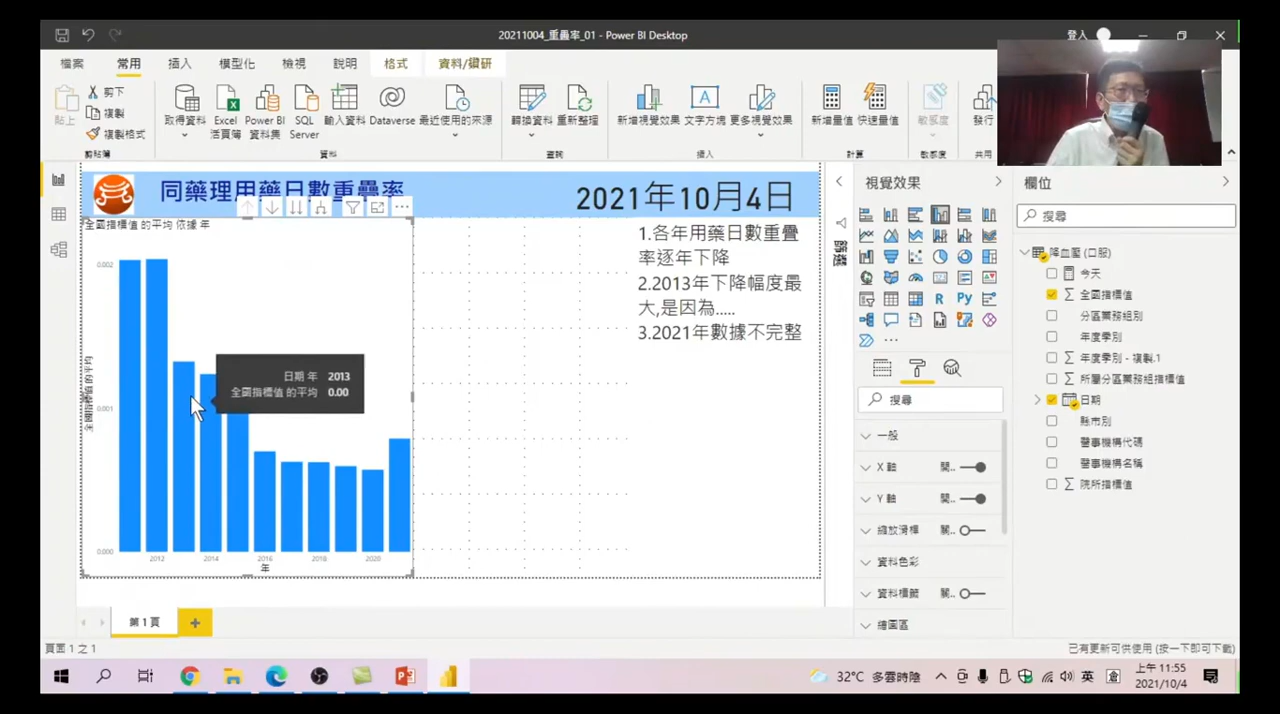 20211004_重疊率_01 - Power BI Desktop
登入
檔案 常用 插入 模型化 檢視 說明 格式 資料/鑽研
貼上
剪下
複製
複製格式
剪貼簿
取得資料
Excel
活頁簿
Power BI
資料集
SQL
Server
輸入資料
Dataverse
最近使用的來源
資料
轉換資料
重新整理
查詢
新增視覺效果
文字方塊
更多視覺效果
插入
新增量值
快速量值
計算
敏感度
敏感度
發行
共用
同藥理用藥日數重疊率
2021年10月4日
全國指標值 的平均 依據 年
0.002
0.001
0.000
全國指標值 的平均
2012 2014 2016 2018 2020
年
日期 年 2013
全國指標值 的平均 0.00
1.各年用藥日數重疊
率逐年下降
2.2013年下降幅度最
大,是因為.....
3.2021年數據不完整
視覺效果
R
Py
搜尋
一般
X 軸 開..
Y 軸 開..
縮放滑桿 關..
資料色彩
資料標籤 關..
繪圖區
欄位
搜尋
降血壓 (口服)
今天
全國指標值
分區業務組別
年度季別
年度季別 - 複製.1
所屬分區業務組指標值
日期
縣市別
醫事機構代碼
醫事機構名稱
院所指標值
第 1 頁
頁面 1 之 1
已有更新可供使用 (按一下即可下載)
32°C 多雲時陰
英
倉
上午 11:55
2021/10/4